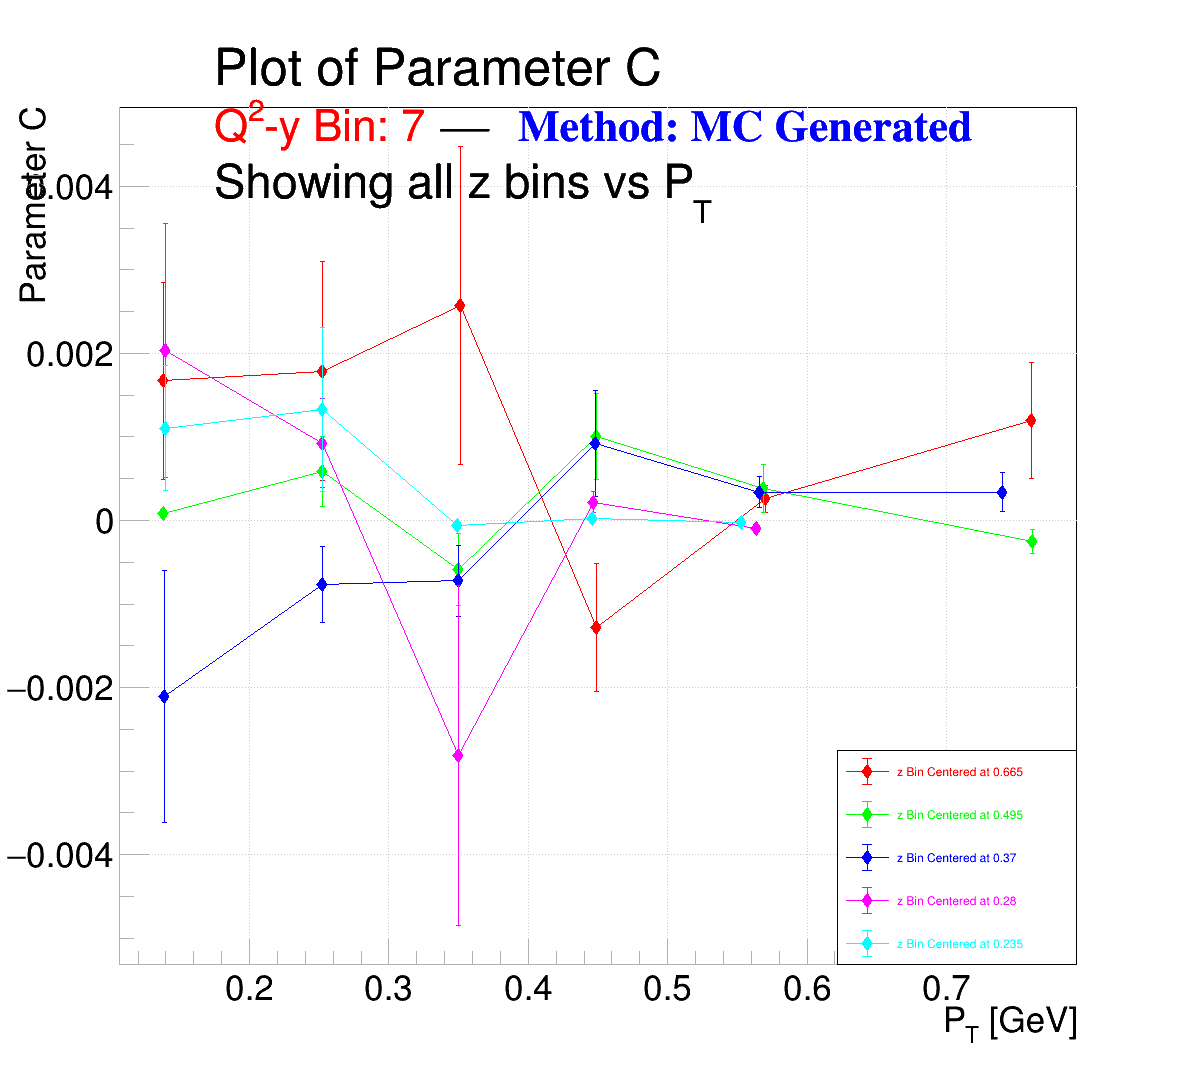 Plot of Parameter C
Q²-y Bin: 7 — Method: MC Generated
Showing all z bins vs P_T
Parameter C
0.004
0.002
0
−0.002
−0.004
z Bin Centered at 0.665
z Bin Centered at 0.495
z Bin Centered at 0.37
z Bin Centered at 0.28
z Bin Centered at 0.235
0.2 0.3 0.4 0.5 0.6 0.7
P_T [GeV]